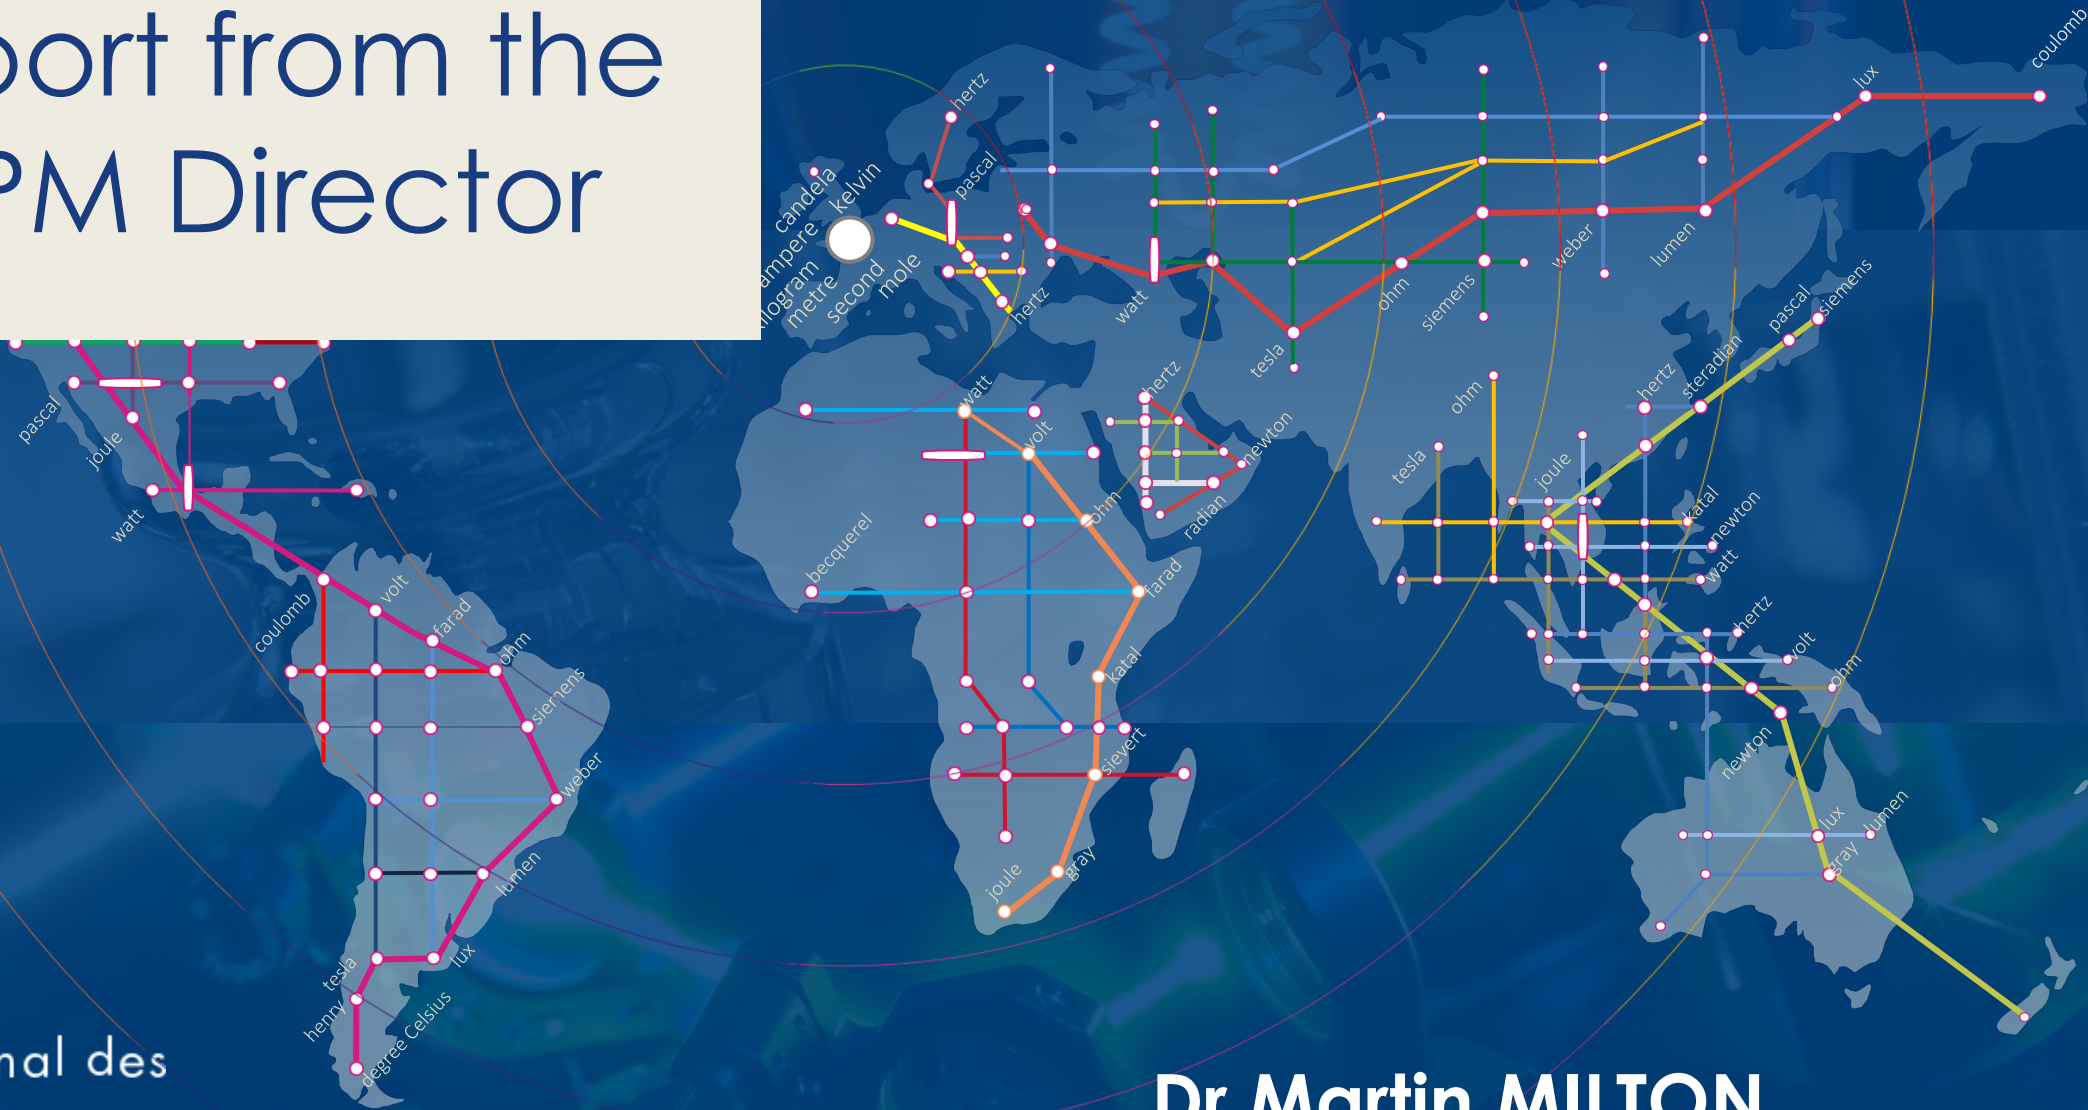 port from the
PM Director
coulomb
lux
hertz
pascal
candela
kelvin
ampere
kilogram
metre
second
mole
hertz
watt
tesla
ohm
siemens
weber
lumen
pascal
siemens
hertz
steradian
ohm
tesla
joule
katal
newton
watt
hertz
volt
ohm
newton
lux
lumen
gray
hertz
newton
radian
watt
volt
ohm
becquerel
farad
katal
sievert
gray
joule
pascal
joule
watt
coulomb
volt
farad
ohm
siemens
weber
lumen
lux
tesla
henry
degree Celsius
nal des
Dr Martin MILTON